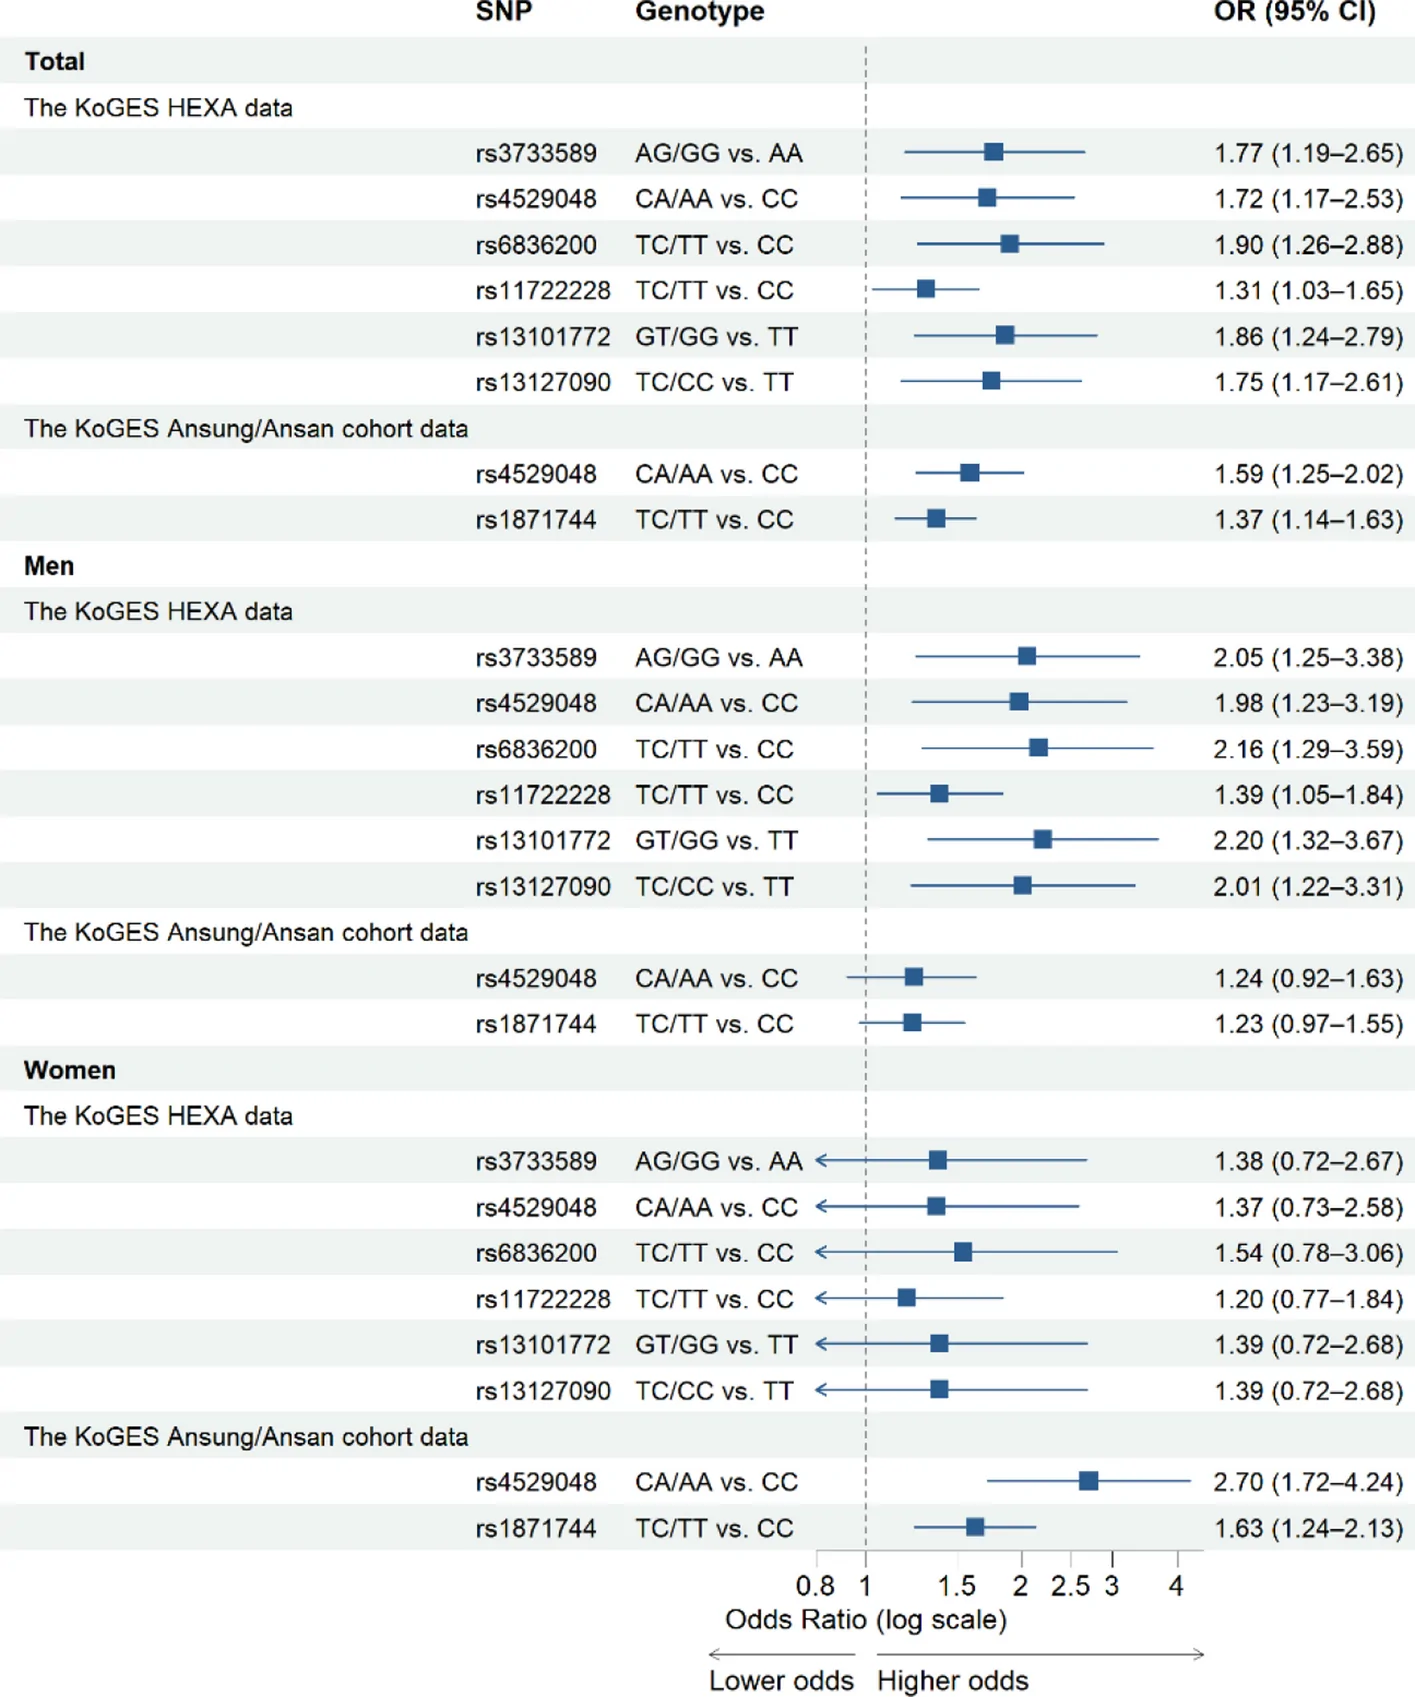 SNP Genotype OR (95% CI)
Total
The KoGES HEXA data
rs3733589 AG/GG vs. AA 1.77 (1.19–2.65)
rs4529048 CA/AA vs. CC 1.72 (1.17–2.53)
rs6836200 TC/TT vs. CC 1.90 (1.26–2.88)
rs11722228 TC/TT vs. CC 1.31 (1.03–1.65)
rs13101772 GT/GG vs. TT 1.86 (1.24–2.79)
rs13127090 TC/CC vs. TT 1.75 (1.17–2.61)
The KoGES Ansung/Ansan cohort data
rs4529048 CA/AA vs. CC 1.59 (1.25–2.02)
rs1871744 TC/TT vs. CC 1.37 (1.14–1.63)
Men
The KoGES HEXA data
rs3733589 AG/GG vs. AA 2.05 (1.25–3.38)
rs4529048 CA/AA vs. CC 1.98 (1.23–3.19)
rs6836200 TC/TT vs. CC 2.16 (1.29–3.59)
rs11722228 TC/TT vs. CC 1.39 (1.05–1.84)
rs13101772 GT/GG vs. TT 2.20 (1.32–3.67)
rs13127090 TC/CC vs. TT 2.01 (1.22–3.31)
The KoGES Ansung/Ansan cohort data
rs4529048 CA/AA vs. CC 1.24 (0.92–1.63)
rs1871744 TC/TT vs. CC 1.23 (0.97–1.55)
Women
The KoGES HEXA data
rs3733589 AG/GG vs. AA 1.38 (0.72–2.67)
rs4529048 CA/AA vs. CC 1.37 (0.73–2.58)
rs6836200 TC/TT vs. CC 1.54 (0.78–3.06)
rs11722228 TC/TT vs. CC 1.20 (0.77–1.84)
rs13101772 GT/GG vs. TT 1.39 (0.72–2.68)
rs13127090 TC/CC vs. TT 1.39 (0.72–2.68)
The KoGES Ansung/Ansan cohort data
rs4529048 CA/AA vs. CC 2.70 (1.72–4.24)
rs1871744 TC/TT vs. CC 1.63 (1.24–2.13)
0.8 1 1.5 2 2.5 3 4
Odds Ratio (log scale)
Lower odds Higher odds